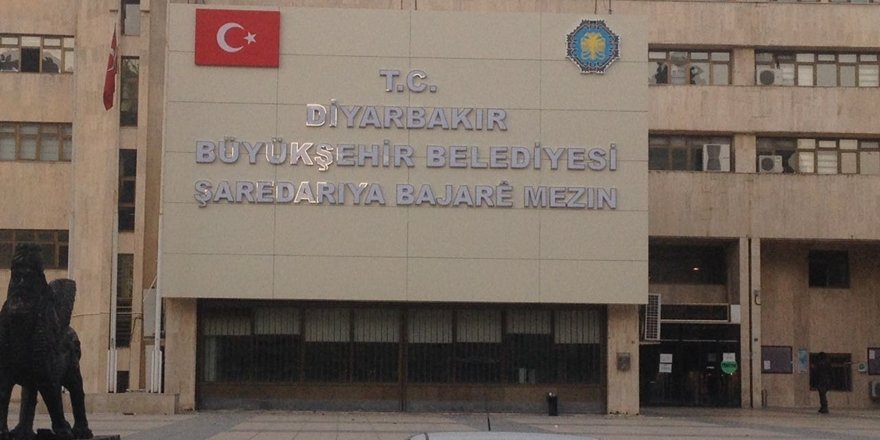 T.C.
DİYARBAKIR
BÜYÜKŞEHİR BELEDİYESİ
ŞAREDARIYA BAJARÊ MEZIN